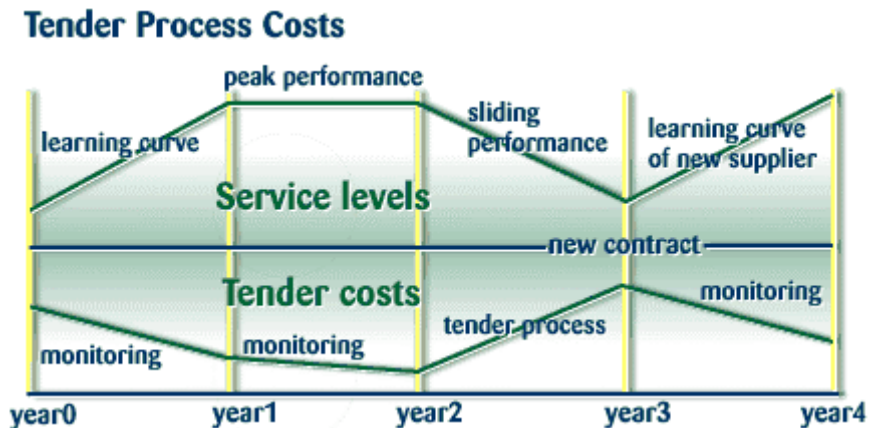 Tender Process Costs
peak performance
learning curve
sliding
performance
learning curve
of new supplier
Service levels
new contract
Tender costs
monitoring
monitoring
tender process
monitoring
year0
year1
year2
year3
year4